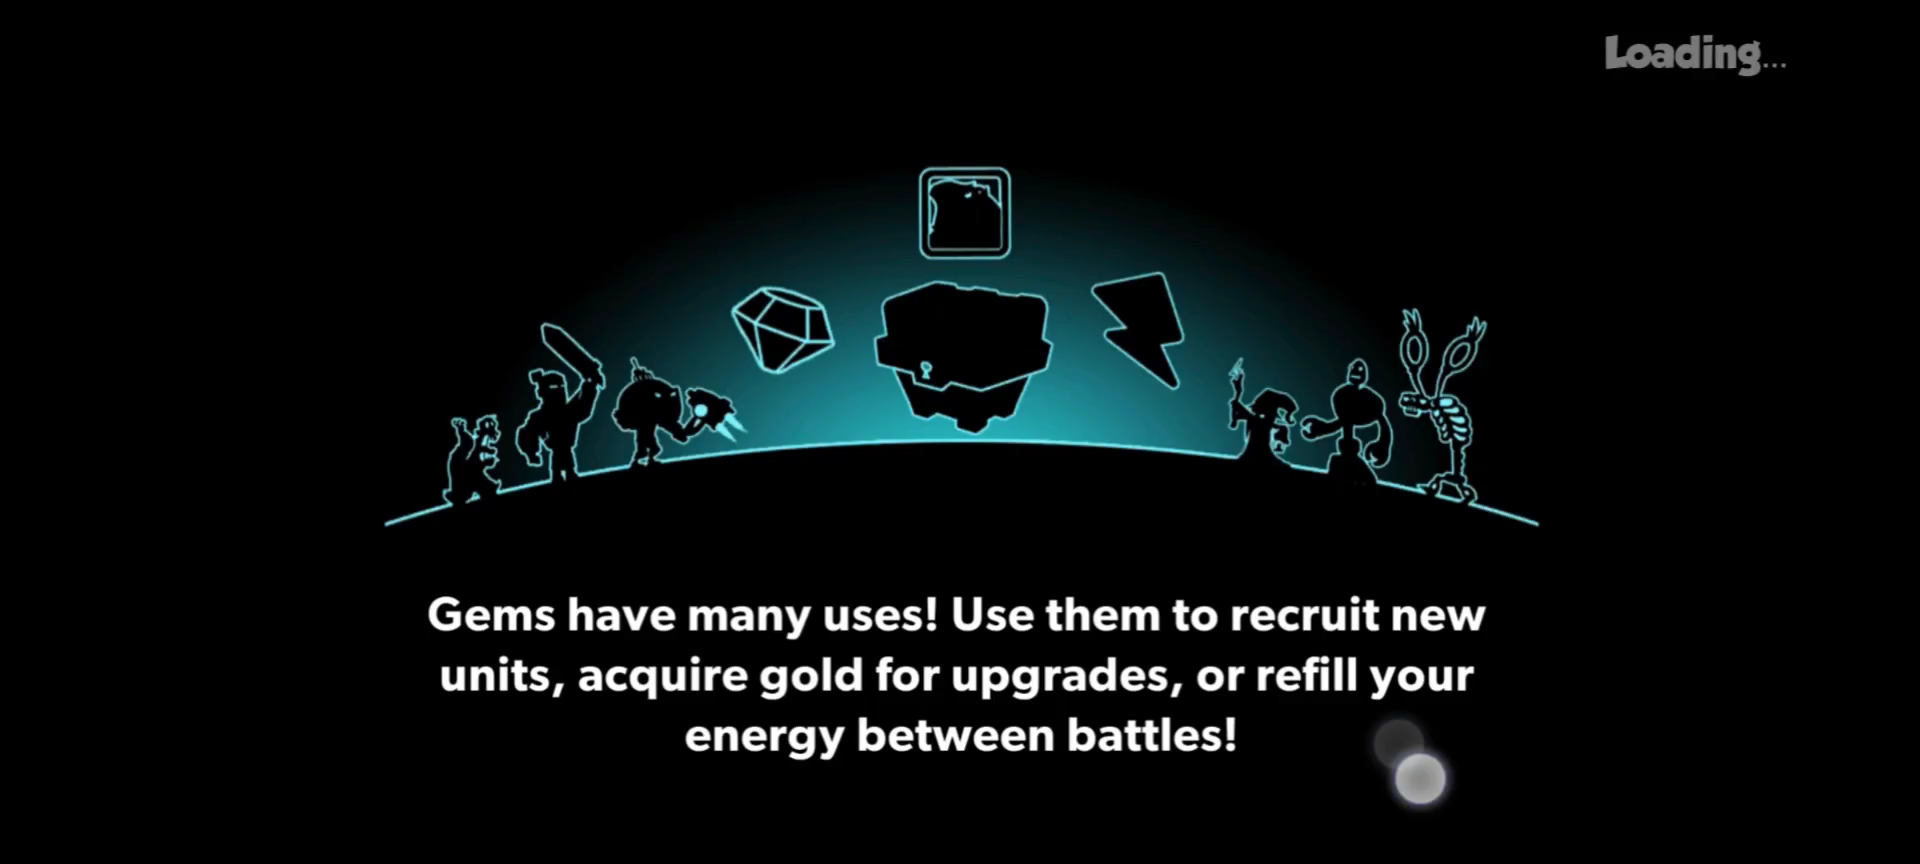 Loading...
Gems have many uses! Use them to recruit new
units, acquire gold for upgrades, or refill your
energy between battles!